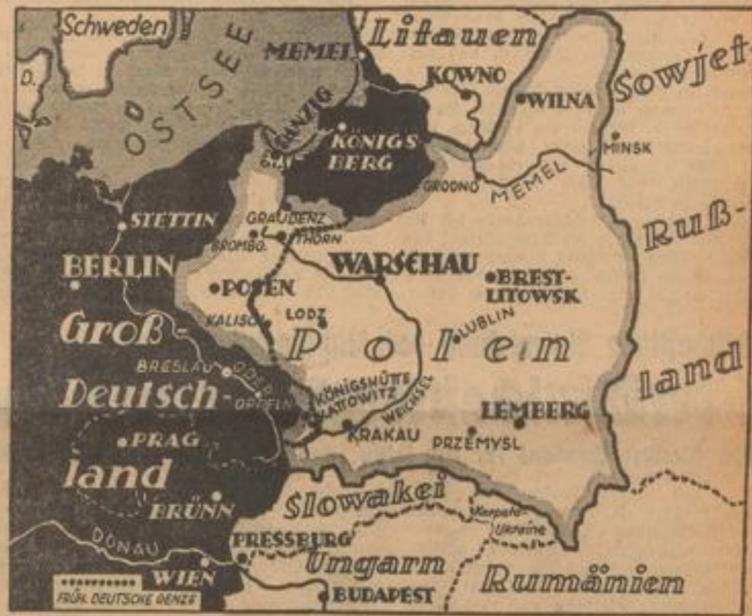 Schweden
D.
OSTSEE
MEMEL
Litauen
KOWNO
WILNA
Sowjet-
MINSK
DANZIG
KÖNIGS
BERG
GRODNO
MEMEL
STETTIN
GRAUDENZ
THORN
BROMBG.
Ruß-
BERLIN
POSEN
WARSCHAU
BREST-
LITOWSK
KALISCH
LODZ
LUBLIN
Groß-
Polen
BRESLAU
ODER
OPPELN
Deutsch-
KÖNIGSHÜTTE
KATTOWITZ
WEICHSEL
land
KRAKAU
PRZEMYSL
LEMBERG
PRAG
land
BRÜNN
Slowakei
Karpato-
Ukraine
DONAU
PRESSBURG
WIEN
Ungarn
BUDAPEST
Rumänien
FRÜH. DEUTSCHE GENZE